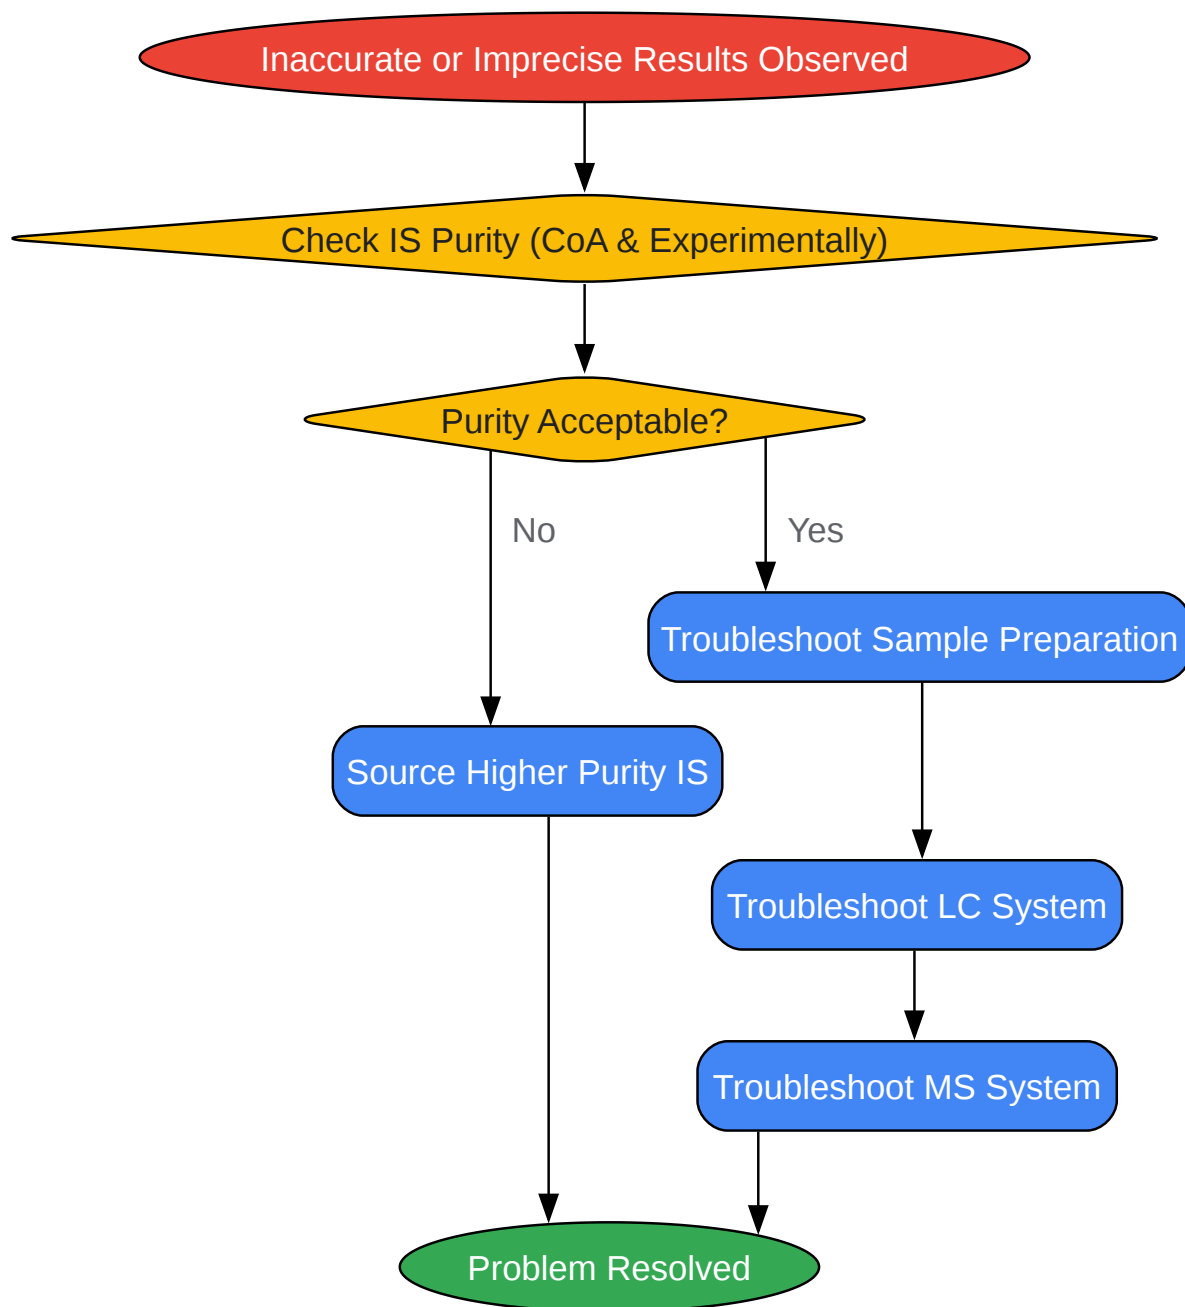 Inaccurate or Imprecise Results Observed
Check IS Purity (CoA & Experimentally)
Purity Acceptable?
No
Yes
Troubleshoot Sample Preparation
Source Higher Purity IS
Troubleshoot LC System
Troubleshoot MS System
Problem Resolved